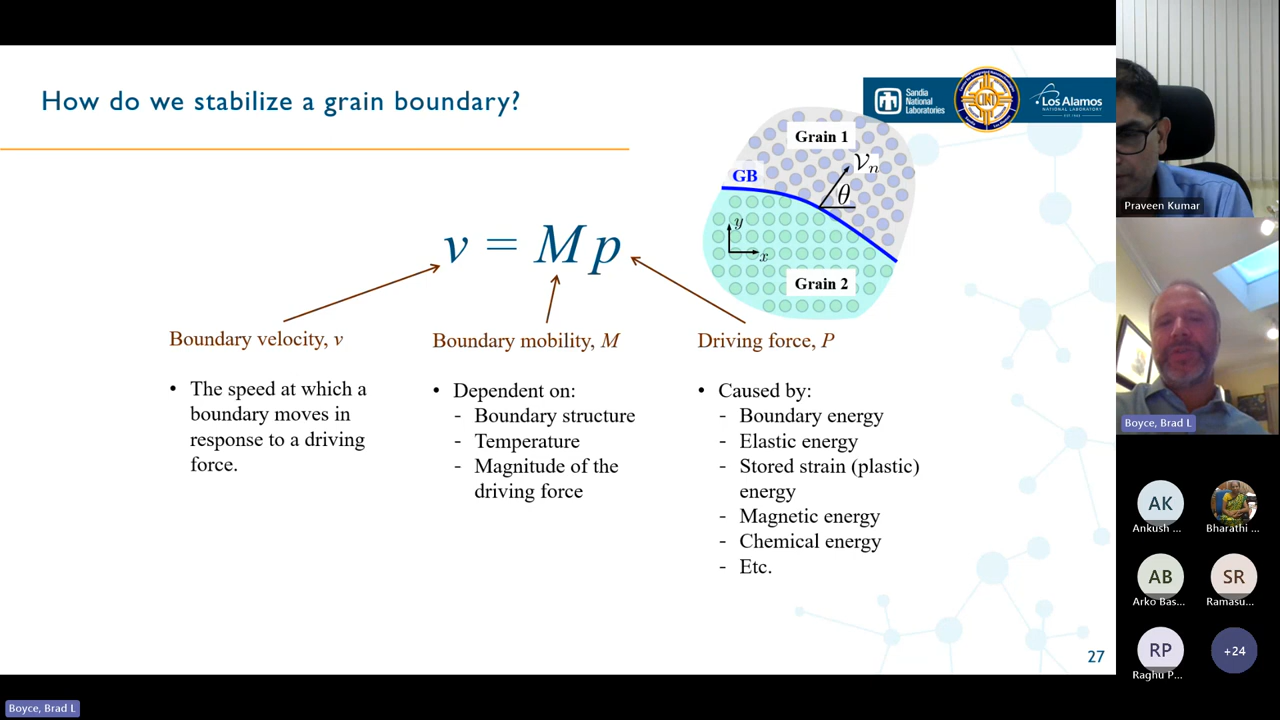 How do we stabilize a grain boundary?
Sandia
National
Laboratories
CINT
Los Alamos
NATIONAL LABORATORY
Grain 1
GB
𝒱n
θ
y
x
Grain 2
v = M p
Boundary velocity, v
• The speed at which a
boundary moves in
response to a driving
force.
Boundary mobility, M
• Dependent on:
- Boundary structure
- Temperature
- Magnitude of the
driving force
Driving force, P
• Caused by:
- Boundary energy
- Elastic energy
- Stored strain (plastic)
energy
- Magnetic energy
- Chemical energy
- Etc.
27
Praveen Kumar
Boyce, Brad L
AK
Ankush ...
Bharathi ...
AB
Arko Bas...
SR
Ramasu...
RP
Raghu P...
+24
Boyce, Brad L